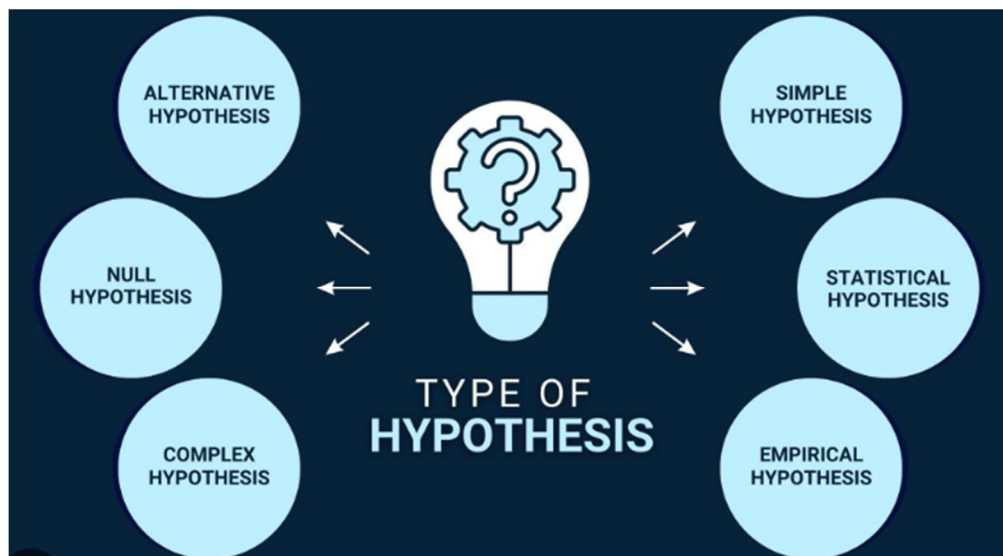 ALTERNATIVE
HYPOTHESIS
NULL
HYPOTHESIS
COMPLEX
HYPOTHESIS
?
TYPE OF
HYPOTHESIS
SIMPLE
HYPOTHESIS
STATISTICAL
HYPOTHESIS
EMPIRICAL
HYPOTHESIS